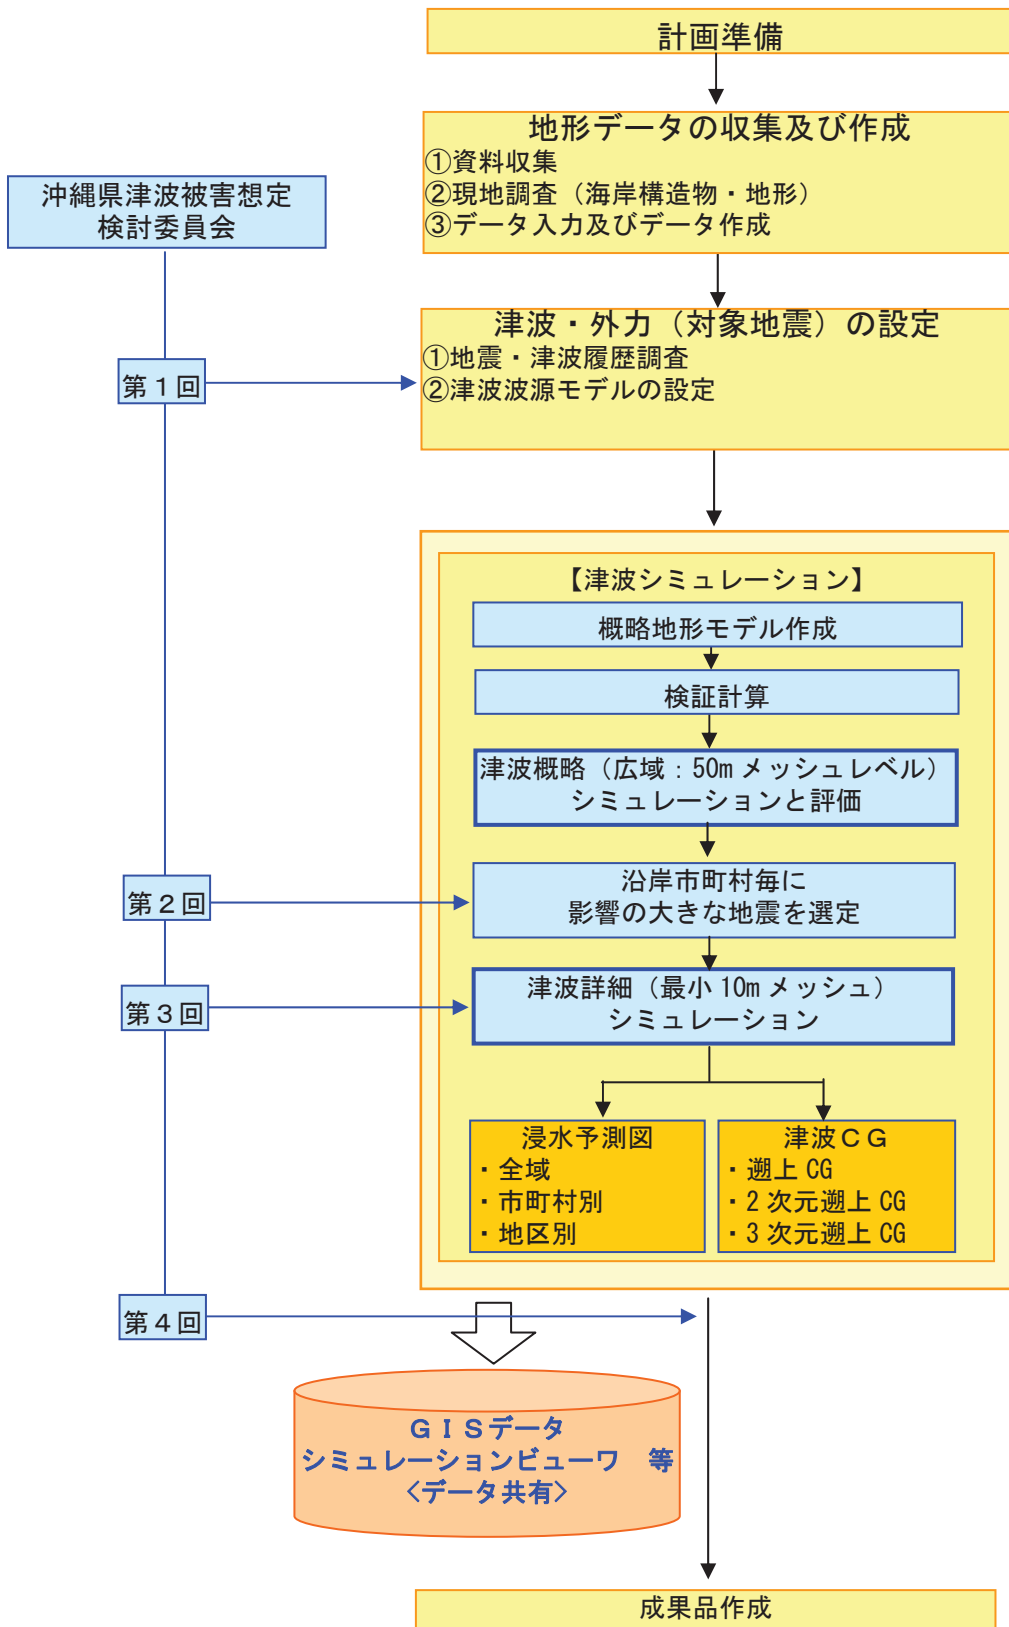 計画準備
地形データの収集及び作成
①資料収集
②現地調査（海岸構造物・地形）
③データ入力及びデータ作成
沖縄県津波被害想定
検討委員会
津波・外力（対象地震）の設定
①地震・津波履歴調査
②津波波源モデルの設定
第１回
【津波シミュレーション】
概略地形モデル作成
検証計算
津波概略（広域：50mメッシュレベル）
シミュレーションと評価
沿岸市町村毎に
影響の大きな地震を選定
第２回
津波詳細（最小10mメッシュ）
シミュレーション
第３回
浸水予測図
・全域
・市町村別
・地区別
津波ＣＧ
・遡上CG
・2次元遡上CG
・3次元遡上CG
第４回
ＧＩＳデータ
シミュレーションビューワ　等
<データ共有>
成果品作成